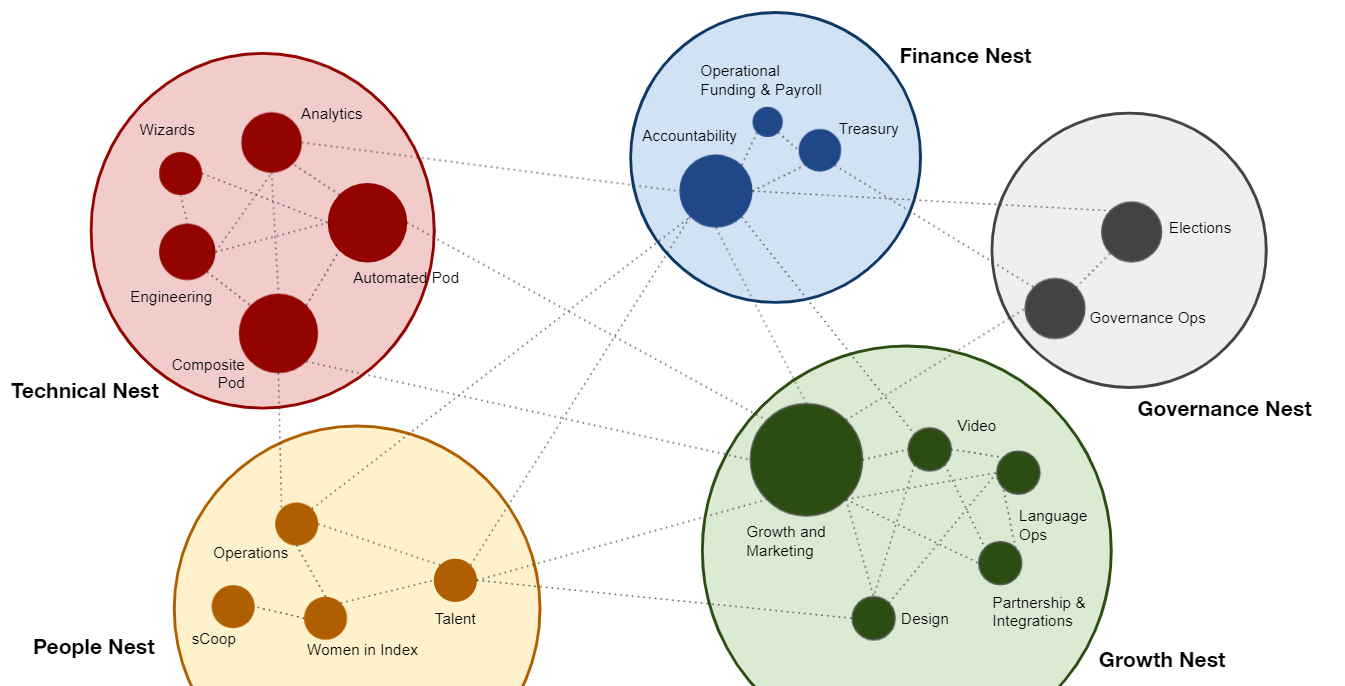 Finance Nest
Operational
Funding & Payroll
Analytics
Wizards
Accountability
Treasury
Elections
Automated Pod
Engineering
Governance Ops
Composite
Pod
Technical Nest
Governance Nest
Video
Language
Ops
Growth and
Marketing
Operations
Partnership &
Integrations
Talent
Design
sCoop
People Nest
Women in Index
Growth Nest